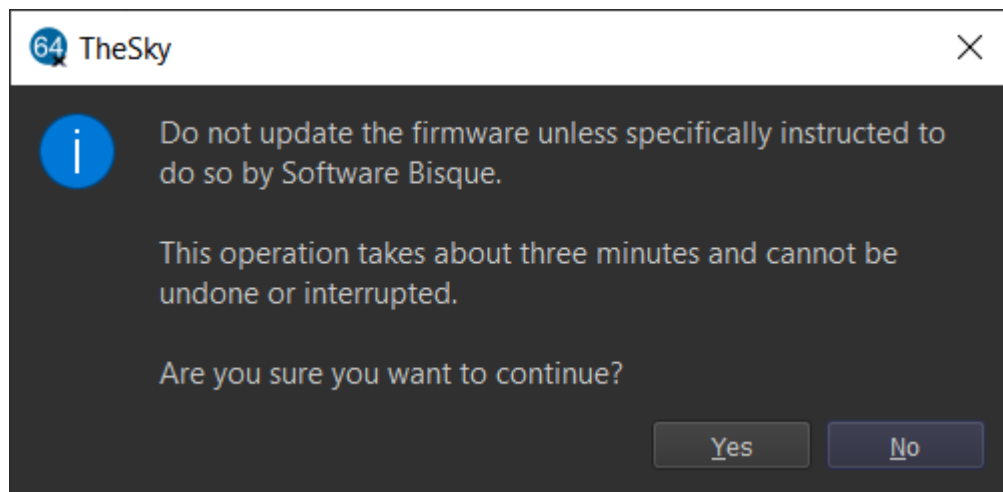 64
TheSky
Do not update the firmware unless specifically instructed to
do so by Software Bisque.
This operation takes about three minutes and cannot be
undone or interrupted.
Are you sure you want to continue?
Yes
No